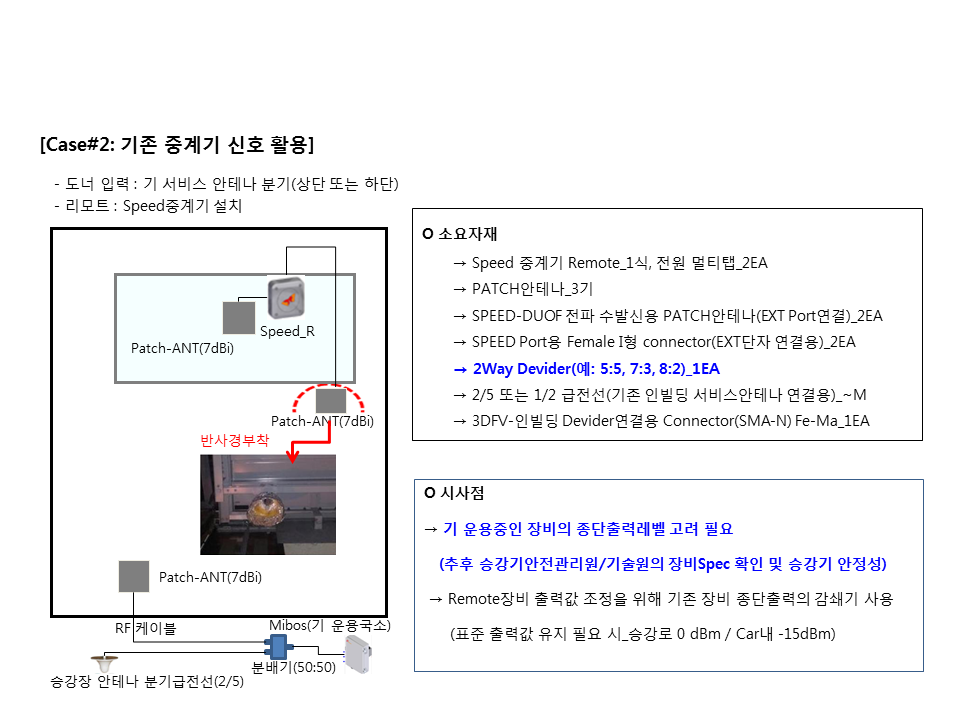 [Case#2: 기존 중계기 신호 활용]
- 도너 입력 : 기 서비스 안테나 분기(상단 또는 하단)
- 리모트 : Speed중계기 설치
Speed_R
Patch-ANT(7dBi)
Patch-ANT(7dBi)
반사경부착
Patch-ANT(7dBi)
RF 케이블
Mibos(기 운용국소)
분배기(50:50)
승강장 안테나 분기급전선(2/5)
O 소요자재
→ Speed 중계기 Remote_1식, 전원 멀티탭_2EA
→ PATCH안테나_3기
→ SPEED-DUOF 전파 수발신용 PATCH안테나(EXT Port연결)_2EA
→ SPEED Port용 Female I형 connector(EXT단자 연결용)_2EA
→ 2Way Devider(예: 5:5, 7:3, 8:2)_1EA
→ 2/5 또는 1/2 급전선(기존 인빌딩 서비스안테나 연결용)_~M
→ 3DFV-인빌딩 Devider연결용 Connector(SMA-N) Fe-Ma_1EA
O 시사점
→ 기 운용중인 장비의 종단출력레벨 고려 필요
(추후 승강기안전관리원/기술원의 장비Spec 확인 및 승강기 안정성)
→ Remote장비 출력값 조정을 위해 기존 장비 종단출력의 감쇄기 사용
(표준 출력값 유지 필요 시_승강로 0 dBm / Car내 -15dBm)